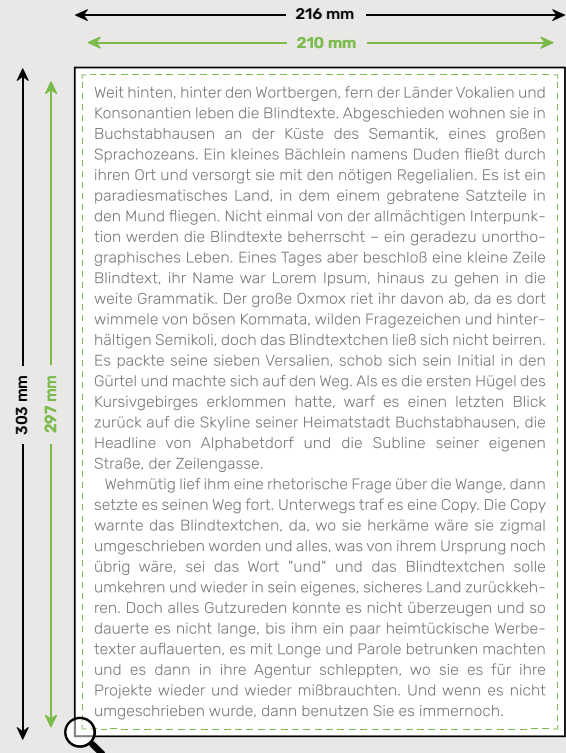 216 mm
210 mm
303 mm
297 mm
Weit hinten, hinter den Wortbergen, fern der Länder Vokalien und
Konsonantien leben die Blindtexte. Abgeschieden wohnen sie in
Buchstabhausen an der Küste des Semantik, eines großen
Sprachozeans. Ein kleines Bächlein namens Duden fließt durch
ihren Ort und versorgt sie mit den nötigen Regelialien. Es ist ein
paradiesmatisches Land, in dem einem gebratene Satzteile in
den Mund fliegen. Nicht einmal von der allmächtigen Interpunk-
tion werden die Blindtexte beherrscht – ein geradezu unortho-
graphisches Leben. Eines Tages aber beschloß eine kleine Zeile
Blindtext, ihr Name war Lorem Ipsum, hinaus zu gehen in die
weite Grammatik. Der große Oxmox riet ihr davon ab, da es dort
wimmele von bösen Kommata, wilden Fragezeichen und hinter-
hältigen Semikoli, doch das Blindtextchen ließ sich nicht beirren.
Es packte seine sieben Versalien, schob sich sein Initial in den
Gürtel und machte sich auf den Weg. Als es die ersten Hügel des
Kursivgebirges erklommen hatte, warf es einen letzten Blick
zurück auf die Skyline seiner Heimatstadt Buchstabhausen, die
Headline von Alphabetdorf und die Subline seiner eigenen
Straße, der Zeilengasse.
Wehmütig lief ihm eine rhetorische Frage über die Wange, dann
setzte es seinen Weg fort. Unterwegs traf es eine Copy. Die Copy
warnte das Blindtextchen, da, wo sie herkäme wäre sie zigmal
umgeschrieben worden und alles, was von ihrem Ursprung noch
übrig wäre, sei das Wort "und" und das Blindtextchen solle
umkehren und wieder in sein eigenes, sicheres Land zurückkeh-
ren. Doch alles Gutzureden konnte es nicht überzeugen und so
dauerte es nicht lange, bis ihm ein paar heimtückische Werbe-
texter auflauerten, es mit Longe und Parole betrunken machten
und es dann in ihre Agentur schleppten, wo sie es für ihre
Projekte wieder und wieder mißbrauchten. Und wenn es nicht
umgeschrieben wurde, dann benutzen Sie es immernoch.